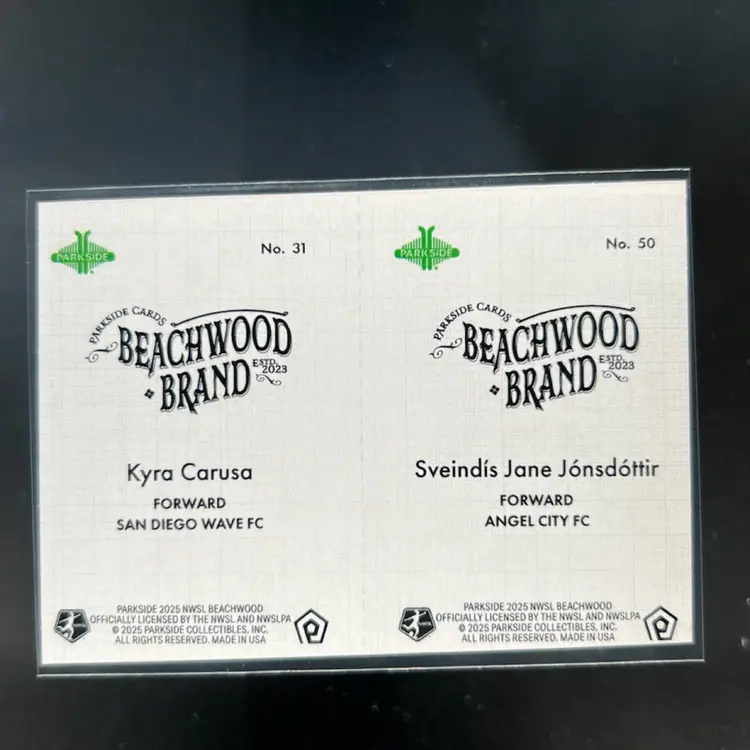 PARKSIDE
No. 31
PARKSIDE CARDS
BEACHWOOD
BRAND
ESTD.
2023
Kyra Carusa
FORWARD
SAN DIEGO WAVE FC
PARKSIDE 2025 NWSL BEACHWOOD
OFFICIALLY LICENSED BY THE NWSL AND NWSLPA
© 2025 PARKSIDE COLLECTIBLES, INC.
ALL RIGHTS RESERVED. MADE IN USA
PARKSIDE
No. 50
PARKSIDE CARDS
BEACHWOOD
BRAND
ESTD.
2023
Sveindís Jane Jónsdóttir
FORWARD
ANGEL CITY FC
PARKSIDE 2025 NWSL BEACHWOOD
OFFICIALLY LICENSED BY THE NWSL AND NWSLPA
© 2025 PARKSIDE COLLECTIBLES, INC.
ALL RIGHTS RESERVED. MADE IN USA